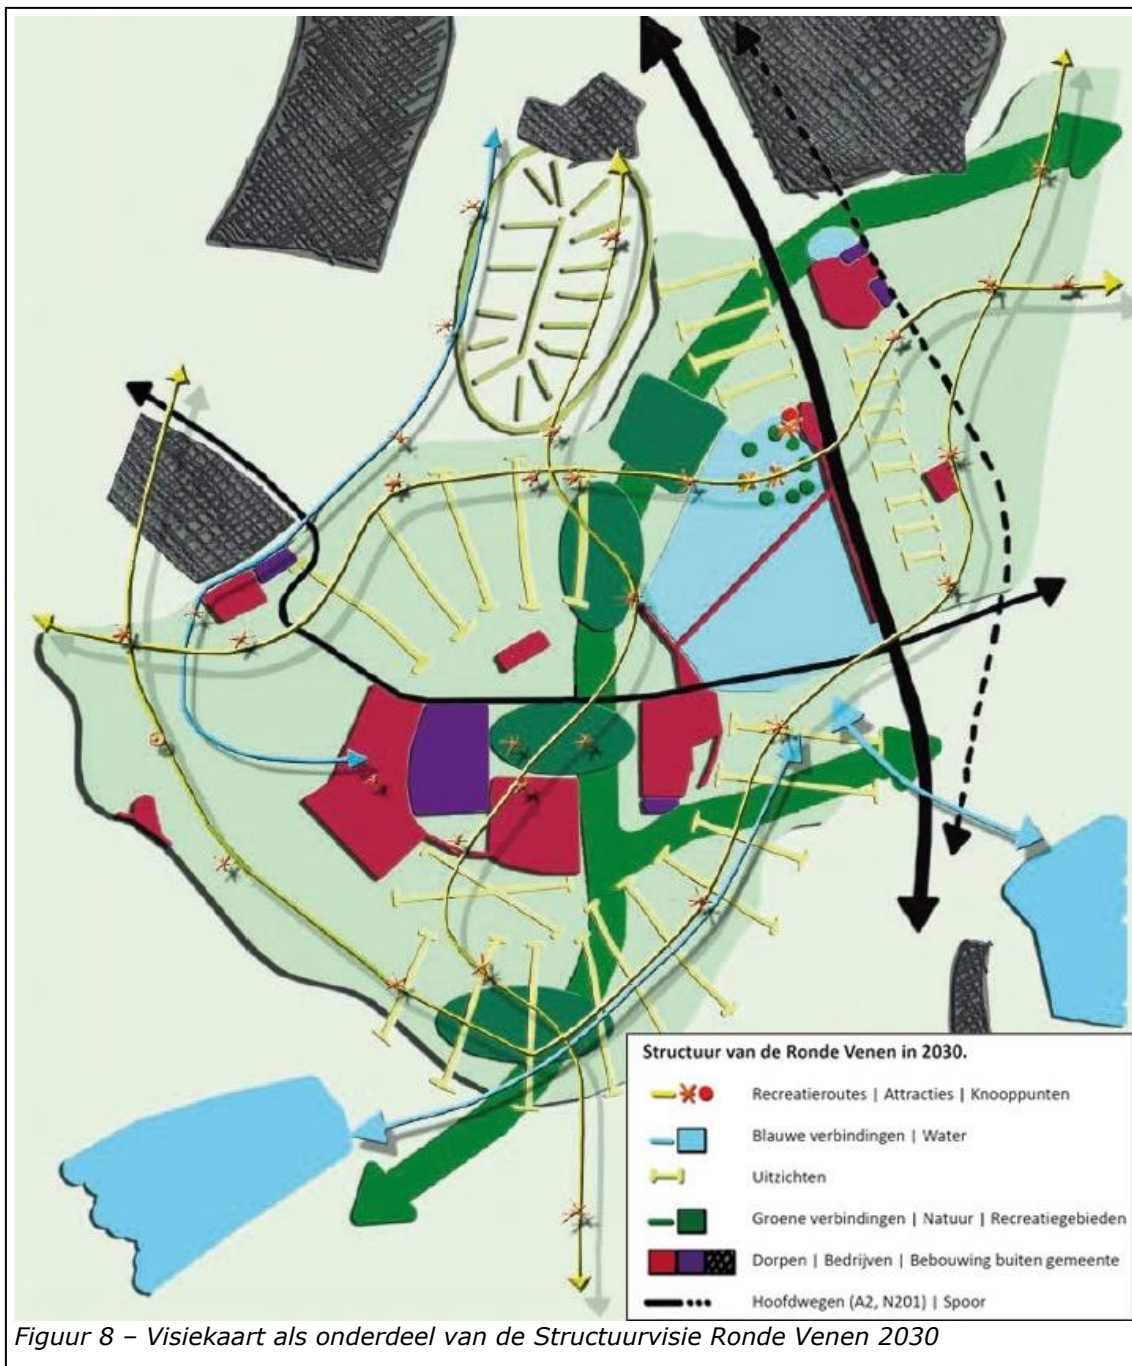 Structuur van de Ronde Venen in 2030.
Recreatieroutes | Attracties | Knooppunten
Blauwe verbindingen | Water
Uitzichten
Groene verbindingen | Natuur | Recreatiegebieden
Dorpen | Bedrijven | Bebouwing buiten gemeente
Hoofdwegen (A2, N201) | Spoor
Figuur 8 – Visiekaart als onderdeel van de Structuurvisie Ronde Venen 2030